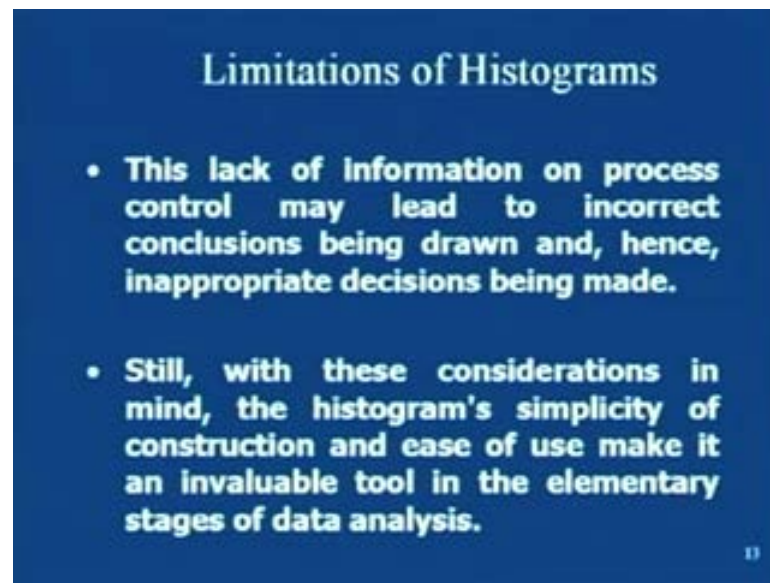 Limitations of Histograms
• This lack of information on process
control may lead to incorrect
conclusions being drawn and, hence,
inappropriate decisions being made.
• Still, with these considerations in
mind, the histogram's simplicity of
construction and ease of use make it
an invaluable tool in the elementary
stages of data analysis.
13